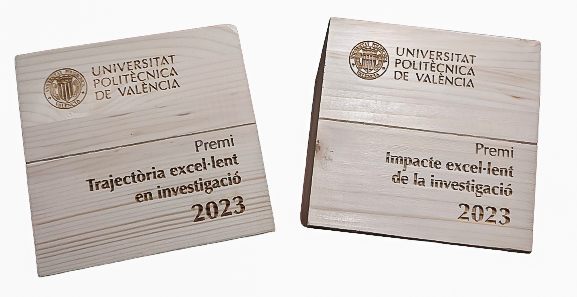 UNIVERSITAT
POLITÈCNICA
DE VALÈNCIA
Premi
Trajectòria excel·lent
en investigació
2023
UNIVERSITAT
POLITÈCNICA
DE VALÈNCIA
Premi
Impacte excel·lent
de la investigació
2023